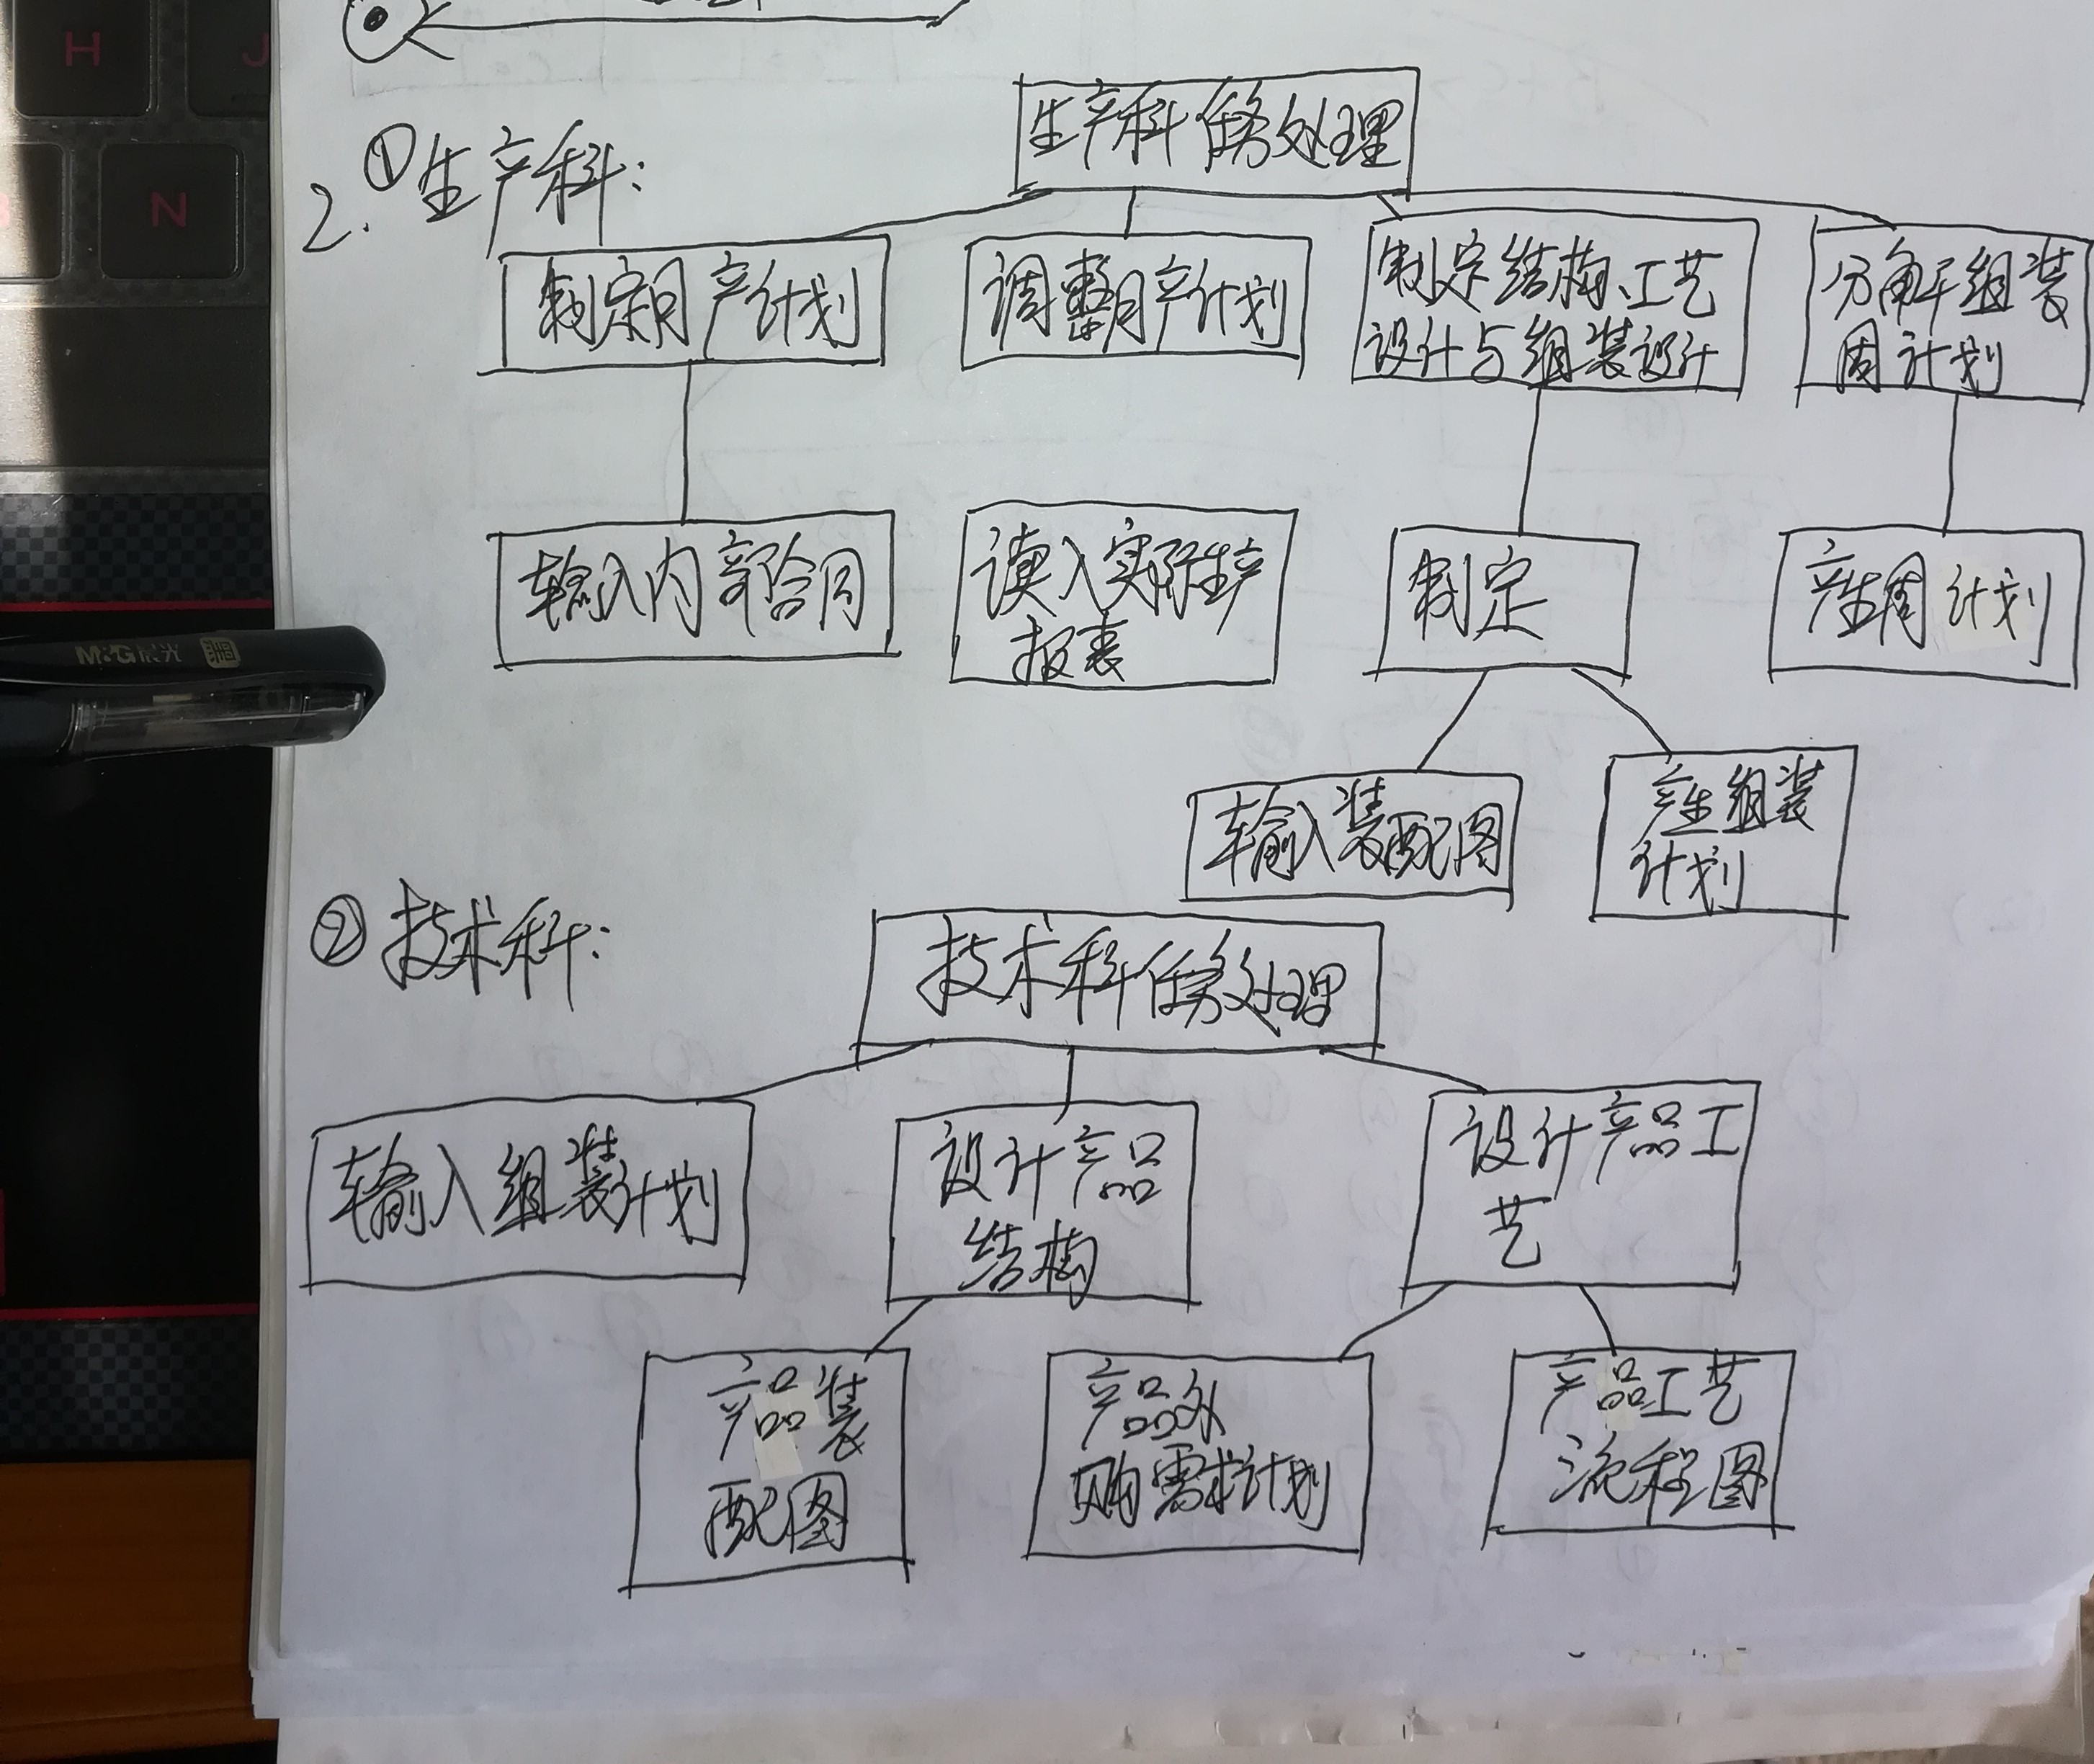 H
J
N
M&G晨光
2.①生产科:
生产科任务处理
制定月产计划
调整月产计划
制定结构、工艺
设计与组装设计
分解组装
周计划
输入内部合同
读入实际生产
报表
制定
产生周计划
输入装配图
产生组装
计划
②技术科:
技术科任务处理
输入组装计划
设计产品
结构
设计产品工
艺
产品装
配图
产品外
购需求计划
产品工艺
流程图